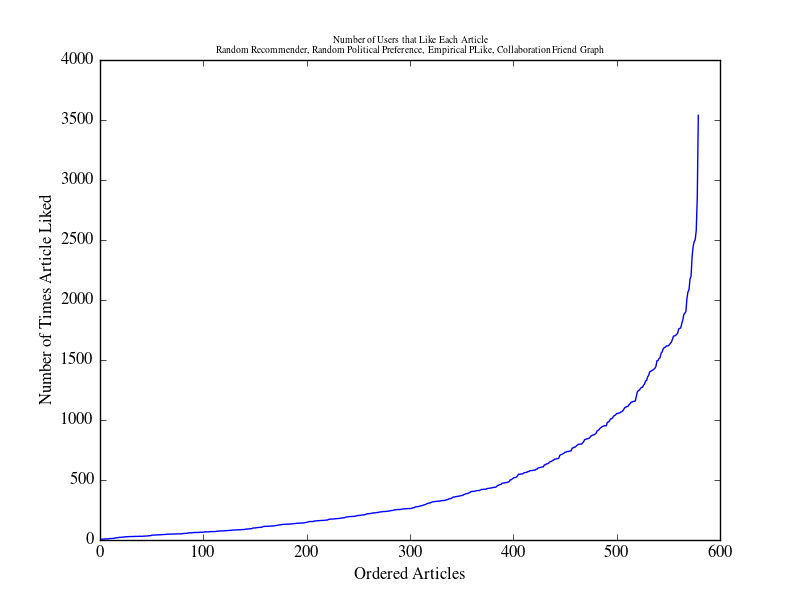 Number of Users that Like Each Article
Random Recommender, Random Political Preference, Empirical PLike, CollaborationFriend Graph
4000
3500
3000
2500
2000
1500
1000
500
0
Number of Times Article Liked
0 100 200 300 400 500 600
Ordered Articles